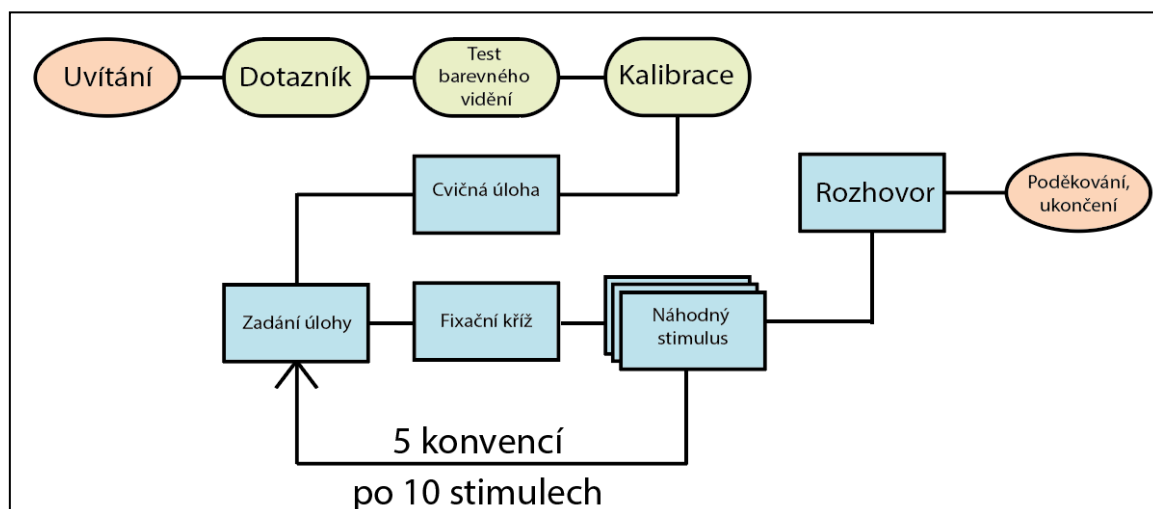 Uvítání
Dotazník
Test
barevného
vidění
Kalibrace
Cvičná úloha
Rozhovor
Poděkování,
ukončení
Zadání úlohy
Fixační kříž
Náhodný
stimulus
5 konvencí
po 10 stimulech